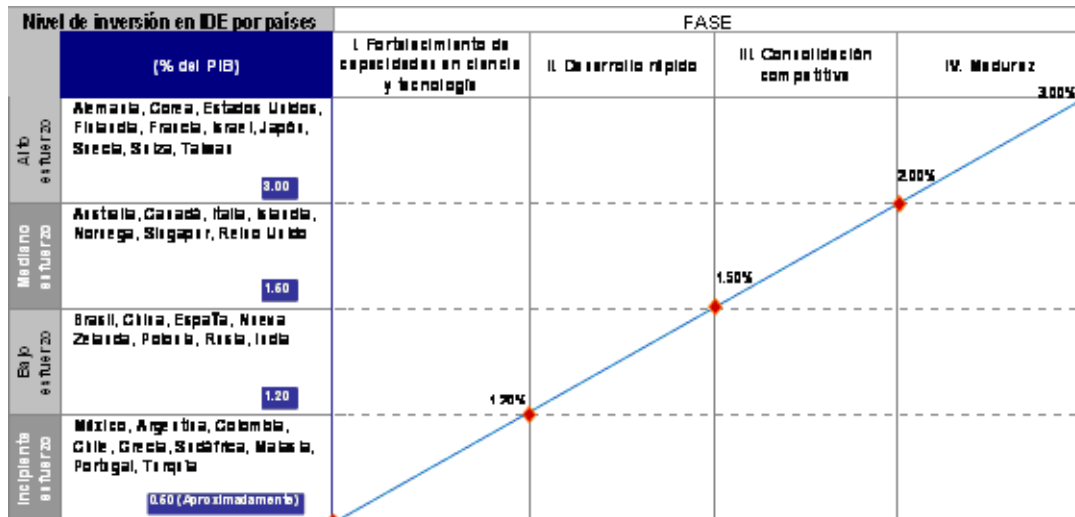 Nivel de inversión en IDE por países
FASE
(% del PIB)
I. Fortalecimiento de
capacidades en ciencia
y tecnología
II. Desarrollo rápido
III. Consolidación
competitiva
IV. Madurez
3.00%
Alto
esfuerzo
Alemania, Corea, Estados Unidos,
Finlandia, Francia, Israel, Japón,
Suecia, Suiza, Taiwan
3.00
2.00%
Mediano
esfuerzo
Australia, Canadá, Italia, Islandia,
Noruega, Singapur, Reino Unido
1.50%
Bajo
esfuerzo
Brasil, China, España, Nueva
Zelanda, Polonia, Rusia, India
1.20
1.20%
Incipiente
esfuerzo
México, Argentina, Colombia,
Chile, Grecia, Sudáfrica, Malasia,
Portugal, Turquía
(Aproximadamente)